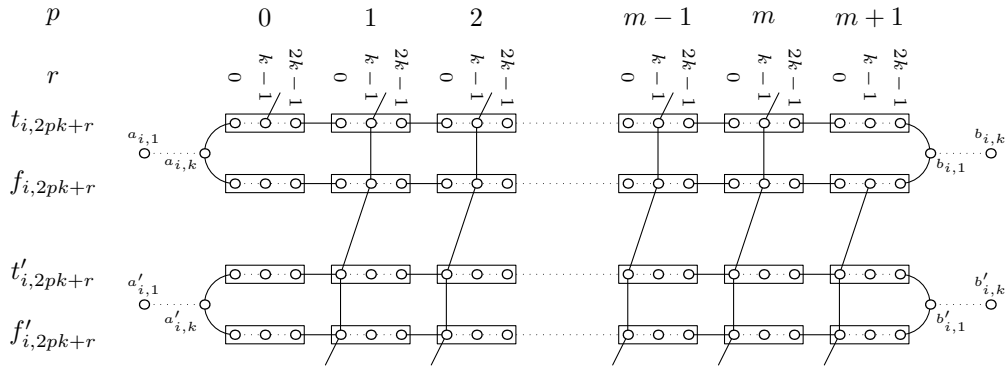 p 0 1 2 m − 1 m m + 1
r 0 k−1 2k−1 0 k−1 2k−1 0 k−1 2k−1 0 k−1 2k−1 0 k−1 2k−1 0 k−1 2k−1
t_{i,2pk+r}
a_{i,1} a_{i,k} b_{i,1} b_{i,k}
f_{i,2pk+r}
t'_{i,2pk+r}
a'_{i,1} a'_{i,k} b'_{i,1} b'_{i,k}
f'_{i,2pk+r}